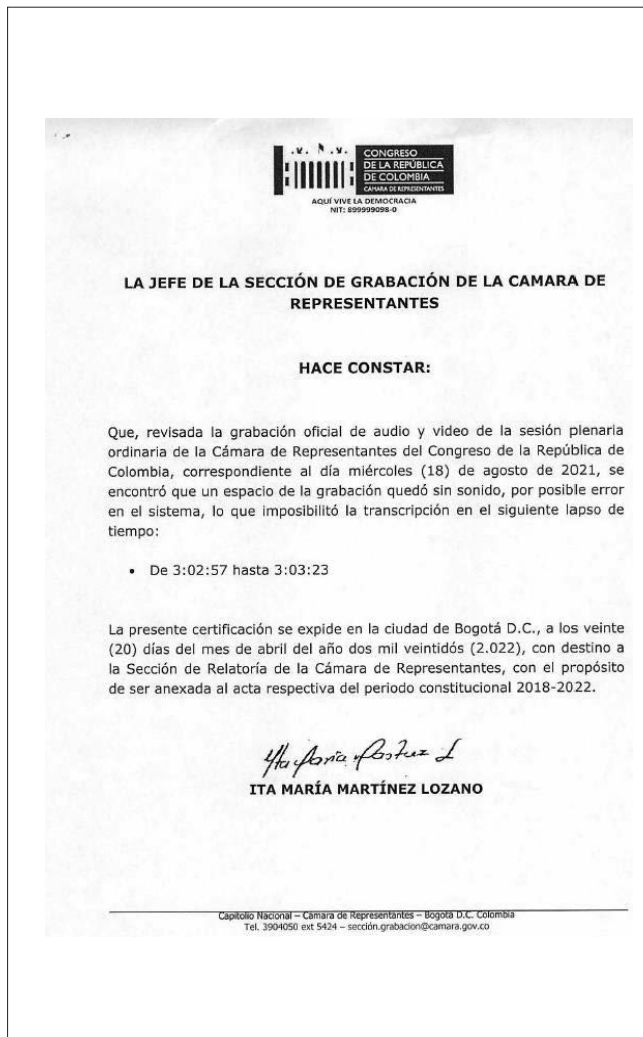 CONGRESO
DE LA REPÚBLICA
DE COLOMBIA
CÁMARA DE REPRESENTANTES
AQUÍ VIVE LA DEMOCRACIA
NIT: 899999098-0
LA JEFE DE LA SECCIÓN DE GRABACIÓN DE LA CAMARA DE
REPRESENTANTES
HACE CONSTAR:
Que, revisada la grabación oficial de audio y video de la sesión plenaria
ordinaria de la Cámara de Representantes del Congreso de la República de
Colombia, correspondiente al día miércoles (18) de agosto de 2021, se
encontró que un espacio de la grabación quedó sin sonido, por posible error
en el sistema, lo que imposibilitó la transcripción en el siguiente lapso de
tiempo:
• De 3:02:57 hasta 3:03:23
La presente certificación se expide en la ciudad de Bogotá D.C., a los veinte
(20) días del mes de abril del año dos mil veintidós (2.022), con destino a
la Sección de Relatoría de la Cámara de Representantes, con el propósito
de ser anexada al acta respectiva del periodo constitucional 2018-2022.
ITA MARÍA MARTÍNEZ LOZANO
Capitolio Nacional – Cámara de Representantes – Bogotá D.C. Colombia
Tel. 3904050 ext 5424 – sección.grabacion@camara.gov.co